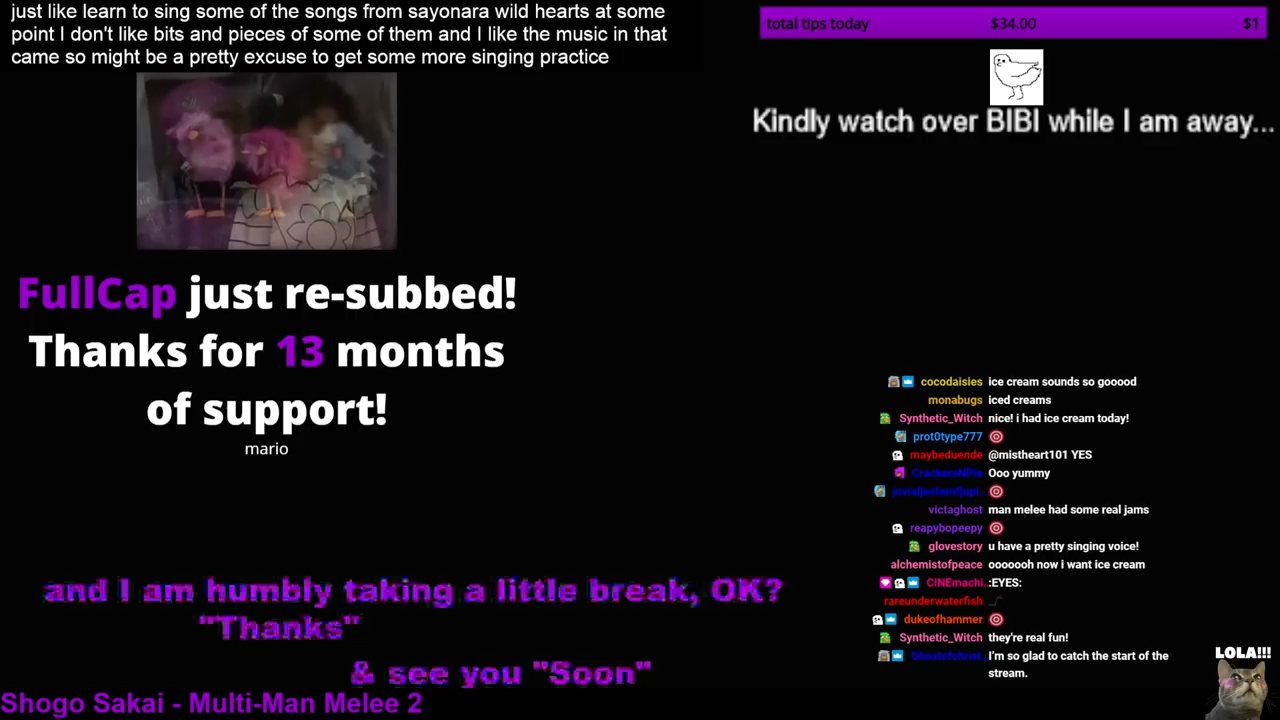 just like learn to sing some of the songs from sayonara wild hearts at some
point I don't like bits and pieces of some of them and I like the music in that
came so might be a pretty excuse to get some more singing practice
total tips today $34.00 $1
Kindly watch over BIBI while I am away...
FullCap just re-subbed!
Thanks for 13 months
of support!
mario
cocodaisies ice cream sounds so gooood
monabugs iced creams
Synthetic_Witch nice! i had ice cream today!
prot0type777
maybeduende @mistheart101 YES
CrackersNPie Ooo yummy
victaghost man melee had some real jams
reapybopeepy
glovestory u have a pretty singing voice!
alchemistofpeace ooooooh now i want ice cream
CINEmachi.. :EYES:
rareunderwaterfish
dukeofhammer
Synthetic_Witch they're real fun!
I'm so glad to catch the start of the
stream.
and I am humbly taking a little break, OK?
"Thanks"
& see you "Soon"
LOLA!!!
Shogo Sakai - Multi-Man Melee 2